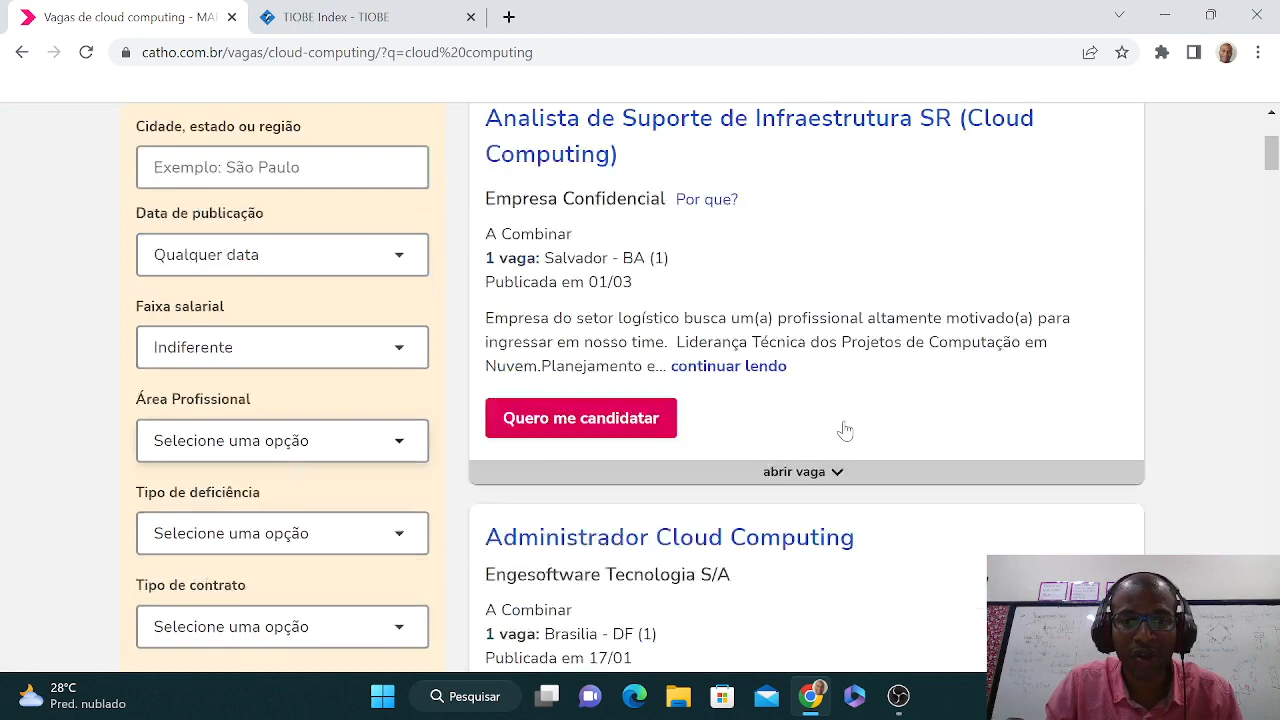 Vagas de cloud computing - MA
TIOBE Index - TIOBE
catho.com.br/vagas/cloud-computing/?q=cloud%20computing
Cidade, estado ou região
Exemplo: São Paulo
Data de publicação
Qualquer data
Faixa salarial
Indiferente
Área Profissional
Selecione uma opção
Tipo de deficiência
Selecione uma opção
Tipo de contrato
Selecione uma opção
Analista de Suporte de Infraestrutura SR (Cloud
Computing)
Empresa Confidencial Por que?
A Combinar
1 vaga: Salvador - BA (1)
Publicada em 01/03
Empresa do setor logístico busca um(a) profissional altamente motivado(a) para
ingressar em nosso time. Liderança Técnica dos Projetos de Computação em
Nuvem.Planejamento e... continuar lendo
Quero me candidatar
abrir vaga
Administrador Cloud Computing
Engesoftware Tecnologia S/A
A Combinar
1 vaga: Brasilia - DF (1)
Publicada em 17/01
28°C
Pred. nublado
Pesquisar